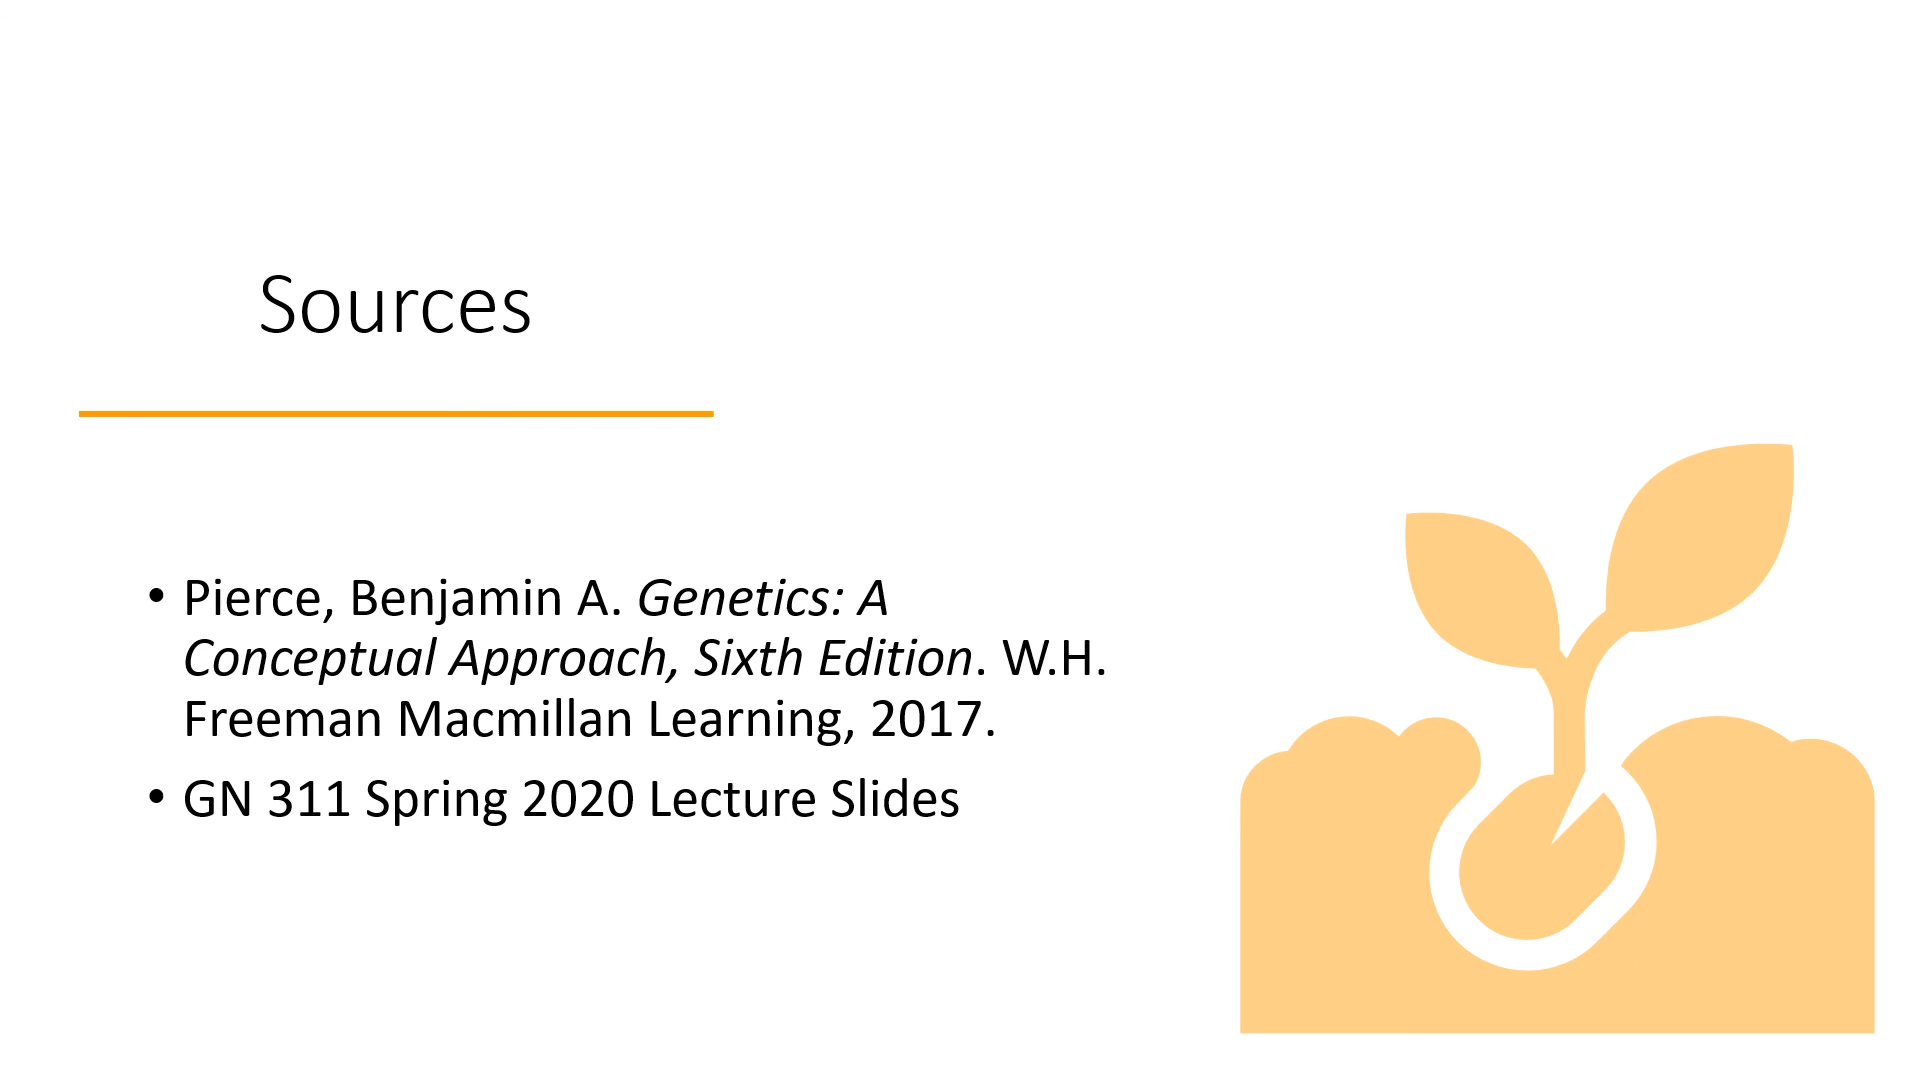 Sources
• Pierce, Benjamin A. Genetics: A
Conceptual Approach, Sixth Edition. W.H.
Freeman Macmillan Learning, 2017.
• GN 311 Spring 2020 Lecture Slides